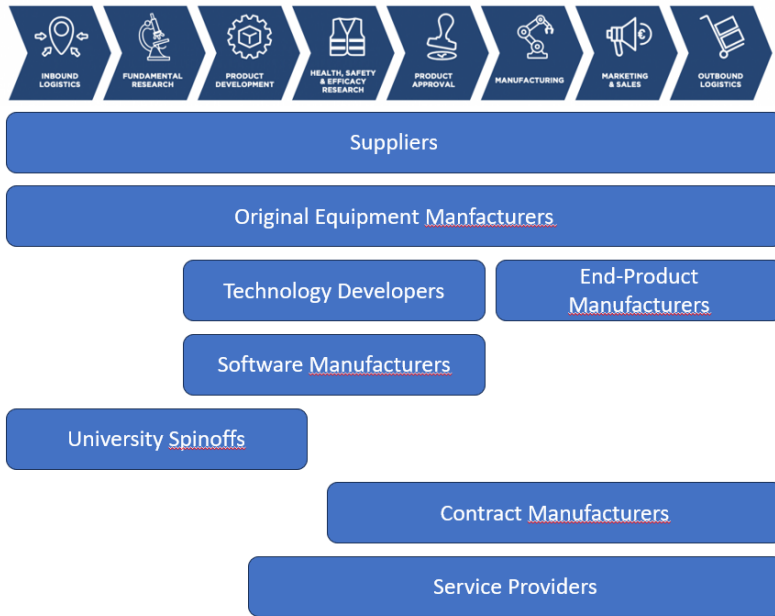 INBOUND
LOGISTICS
FUNDAMENTAL
RESEARCH
PRODUCT
DEVELOPMENT
HEALTH, SAFETY
& EFFICACY
RESEARCH
PRODUCT
APPROVAL
MANUFACTURING
MARKETING
& SALES
OUTBOUND
LOGISTICS
Suppliers
Original Equipment Manfacturers
Technology Developers
End-Product
Manufacturers
Software Manufacturers
University Spinoffs
Contract Manufacturers
Service Providers